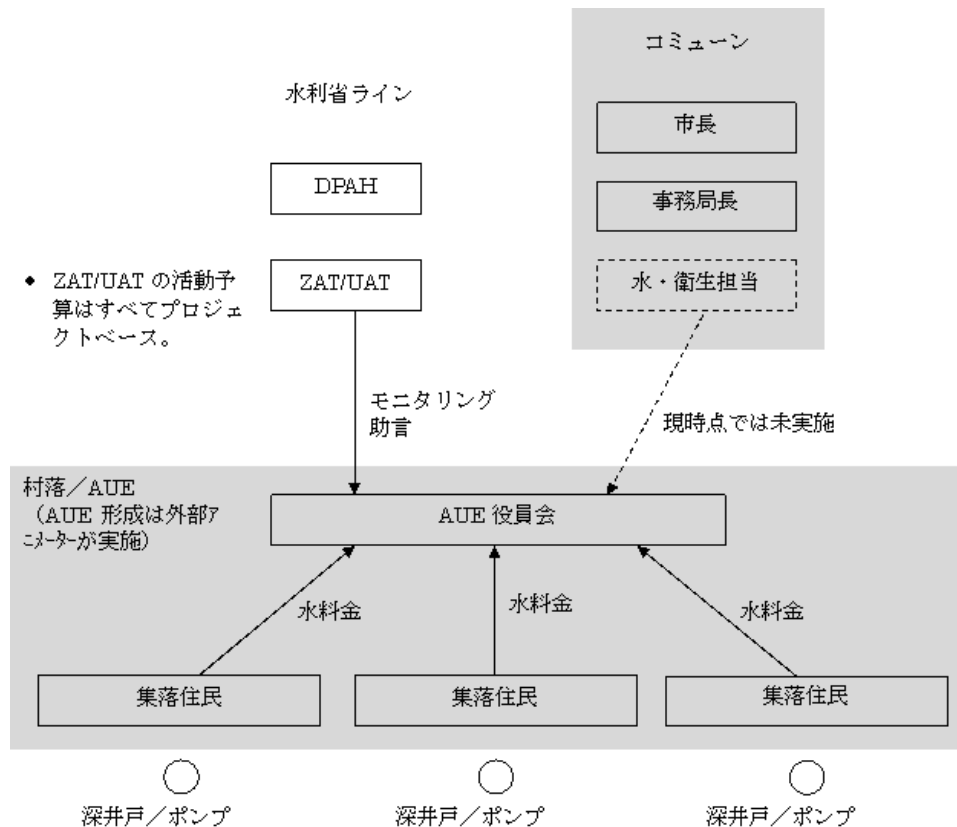 コミューン
水利省ライン
市長
DPAH
事務局長
・ ZAT/UAT の活動予
算はすべてプロジェ
クトベース。
ZAT/UAT
水・衛生担当
モニタリング
助言
現時点では未実施
村落／AUE
（AUE 形成は外部ｱ
ﾆﾒｰﾀｰが実施)
AUE 役員会
水料金
水料金
水料金
集落住民
集落住民
集落住民
深井戸／ポンプ
深井戸／ポンプ
深井戸／ポンプ